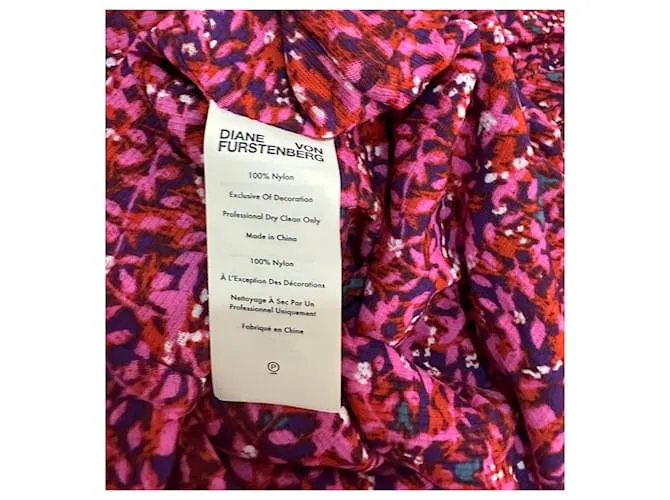 DIANE VON
FURSTENBERG
100% Nylon
Exclusive Of Decoration
Professional Dry Clean Only
Made in China
100% Nylon
À L'Exception Des Décorations
Nettoyage À Sec Par Un
Professionnel Uniquement
Fabriqué en Chine
P